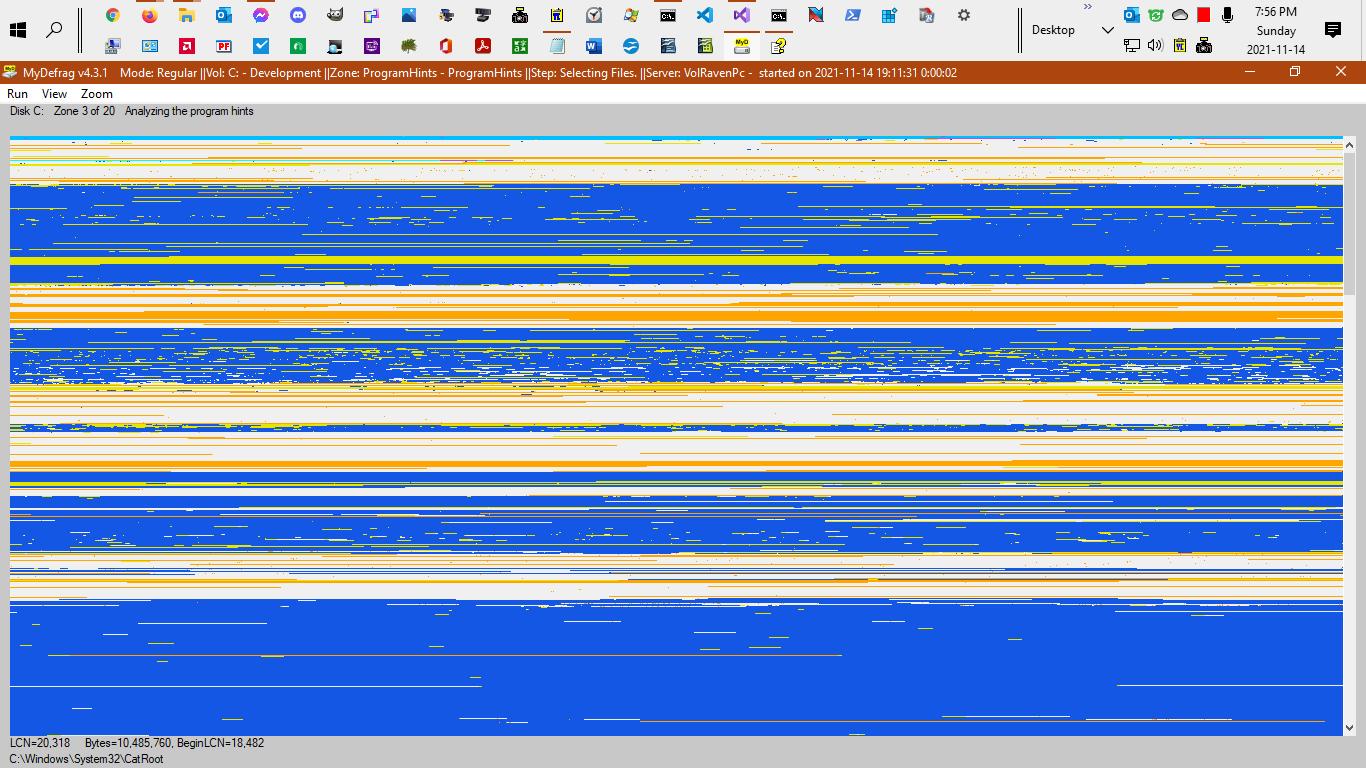 7:56 PM
Desktop
Sunday
2021-11-14
MyDefrag v4.3.1 Mode: Regular ||Vol: C: - Development ||Zone: ProgramHints - ProgramHints ||Step: Selecting Files. ||Server: VolRavenPc - started on 2021-11-14 19:11:31 0:00:02
Run View Zoom
Disk C: Zone 3 of 20 Analyzing the program hints
LCN=20,318 Bytes=10,485,760, BeginLCN=18,482
C:\Windows\System32\CatRoot